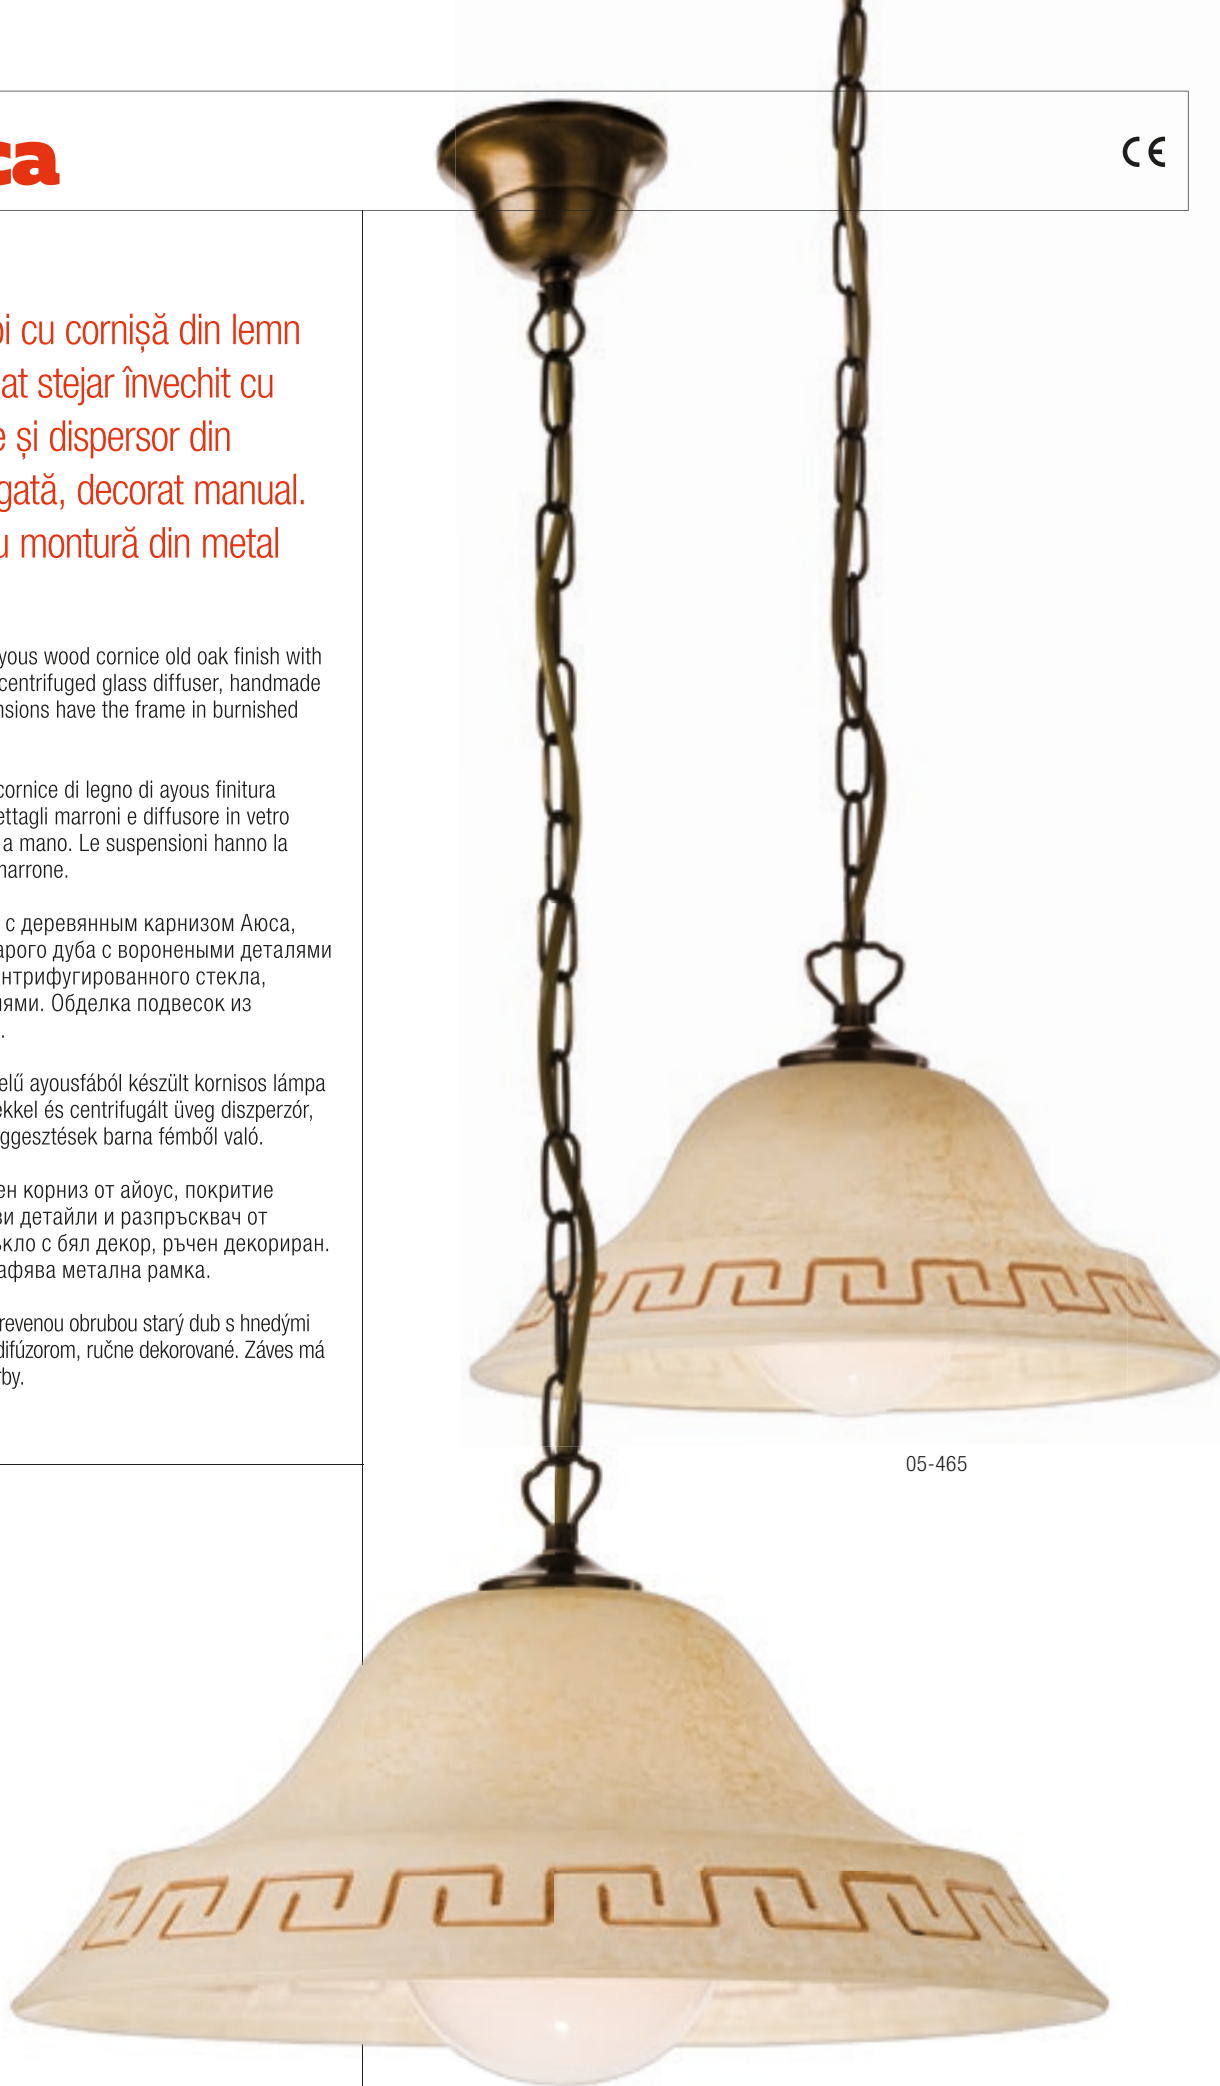 ca
CE
pi cu cornișă din lemn
at stejar învechit cu
e și dispersor din
gată, decorat manual.
u montură din metal
yous wood cornice old oak finish with
centrifuged glass diffuser, handmade
nsions have the frame in burnished
cornice di legno di ayous finitura
ettagli marroni e diffusore in vetro
a mano. Le suspensioni hanno la
marrone.
с деревянным карнизом Аюса,
арого дуба с воронеными деталями
нтрифугированного стекла,
иями. Обделка подвесок из
.
elű ayousfából készült kornisos lámpa
ekkel és centrifugált üveg diszperzór,
ggesztések barna fémből való.
ен корниз от айоус, покритие
ви детайли и разпръсквач от
ъкло с бял декор, ръчен декориран.
афява метална рамка.
revenou obrubou starý dub s hnedými
difúzorom, ručne dekorované. Záves má
rby.
05-465